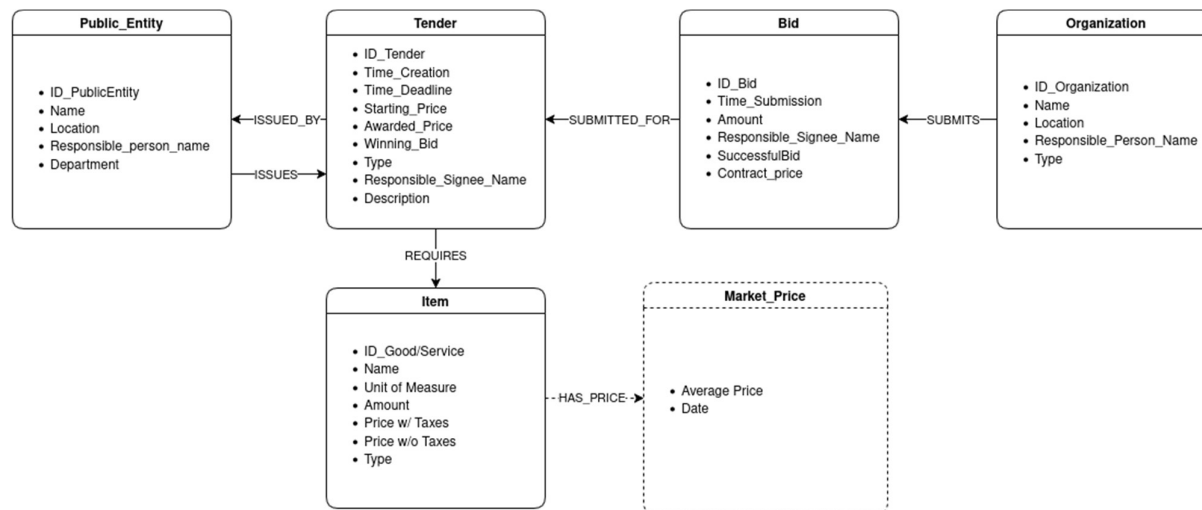 Public_Entity
• ID_PublicEntity
• Name
• Location
• Responsible_person_name
• Department
ISSUED_BY
ISSUES
Tender
• ID_Tender
• Time_Creation
• Time_Deadline
• Starting_Price
• Awarded_Price
• Winning_Bid
• Type
• Responsible_Signee_Name
• Description
SUBMITTED_FOR
Bid
• ID_Bid
• Time_Submission
• Amount
• Responsible_Signee_Name
• SuccessfulBid
• Contract_price
SUBMITS
Organization
• ID_Organization
• Name
• Location
• Responsible_Person_Name
• Type
REQUIRES
Item
• ID_Good/Service
• Name
• Unit of Measure
• Amount
• Price w/ Taxes
• Price w/o Taxes
• Type
HAS_PRICE
Market_Price
• Average Price
• Date